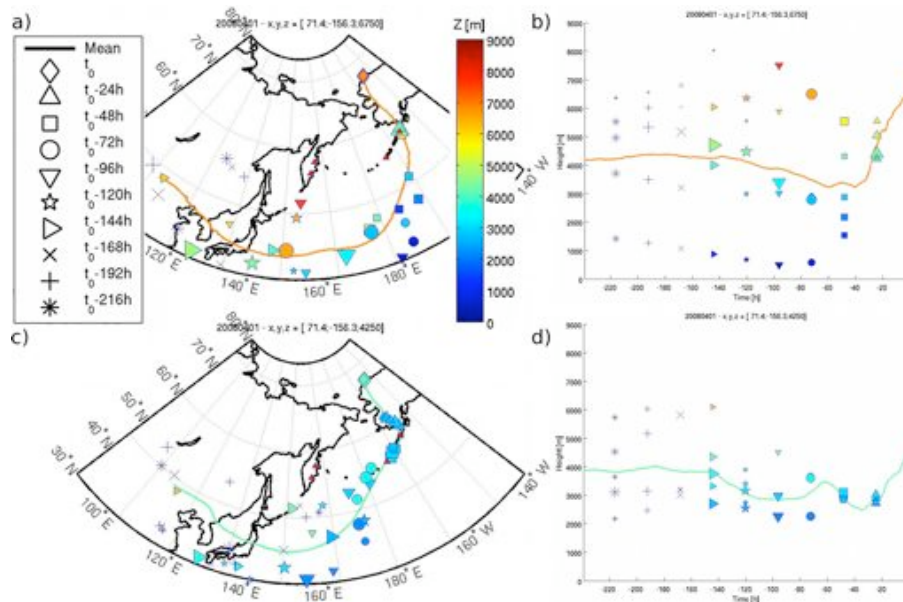 a)
20080401 - x,y,z = [ 71.4;-156.3;6750]
Z [m]
9000
8000
7000
6000
5000
4000
3000
2000
1000
0
Mean
t0
t0-24h
t0-48h
t0-72h
t0-96h
t0-120h
t0-144h
t0-168h
t0-192h
t0-216h
80°N
70°N
60°N
120°E
140°E
160°E
180°E
140°W
b)
20080401 - x,y,z = [ 71.4;-156.3;6750]
Height [m]
9000
8000
7000
6000
5000
4000
3000
2000
1000
0
-220 -200 -180 -160 -140 -120 -100 -80 -60 -40 -20 0
Time [h]
c)
20080401 - x,y,z = [ 71.4;-156.3;4250]
80°N
70°N
60°N
50°N
40°N
30°N
100°E
120°E
140°E
160°E
180°E
160°W
140°W
d)
20080401 - x,y,z = [ 71.4;-156.3;4250]
Height [m]
9000
8000
7000
6000
5000
4000
3000
2000
1000
0
-220 -200 -180 -160 -140 -120 -100 -80 -60 -40 -20 0
Time [h]